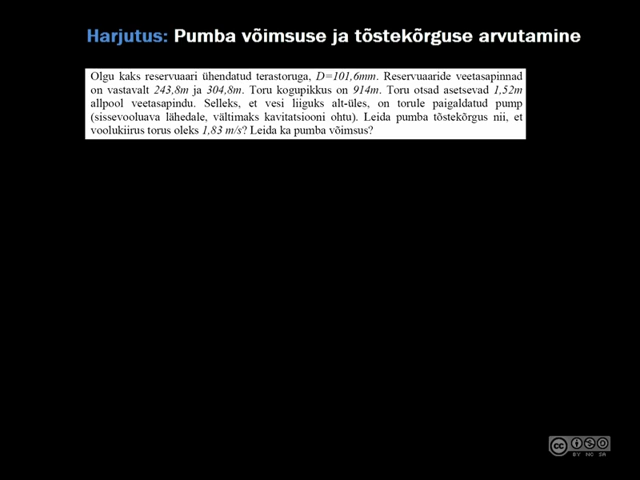 Harjutus: Pumba võimsuse ja tõstekõrguse arvutamine
Olgu kaks reservuaari ühendatud terastoruga, D=101,6mm. Reservuaaride veetasapinnad
on vastavalt 243,8m ja 304,8m. Toru kogupikkus on 914m. Toru otsad asetsevad 1,52m
allpool veetasapindu. Selleks, et vesi liiguks alt-üles, on torule paigaldatud pump
(sissevooluava lähedale, vältimaks kavitatsiooni ohtu). Leida pumba tõstekõrgus nii, et
voolukiirus torus oleks 1,83 m/s? Leida ka pumba võimsus?
BY NC SA